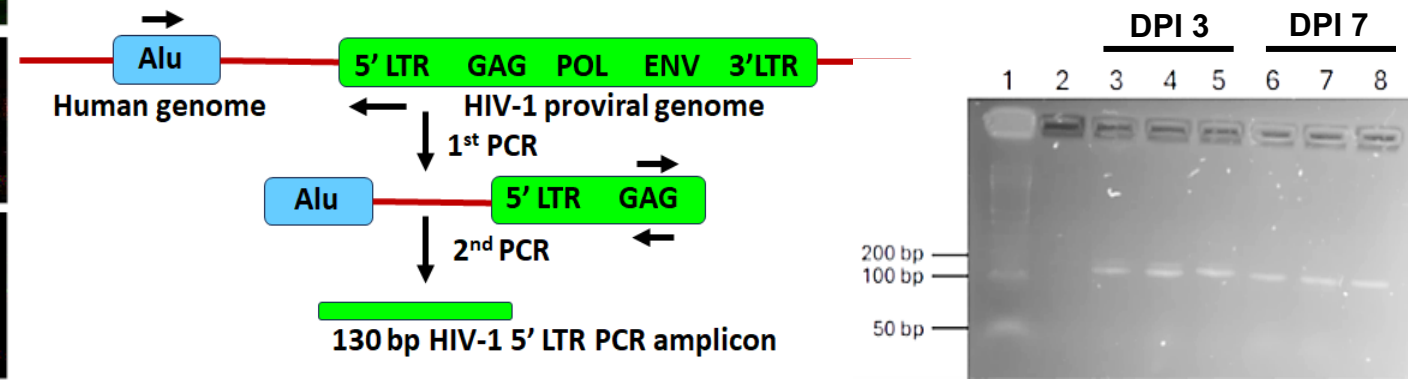 Alu
5' LTR GAG POL ENV 3'LTR
Human genome
HIV-1 proviral genome
1st PCR
Alu
5' LTR GAG
2nd PCR
130 bp HIV-1 5' LTR PCR amplicon
DPI 3 DPI 7
1 2 3 4 5 6 7 8
200 bp
100 bp
50 bp